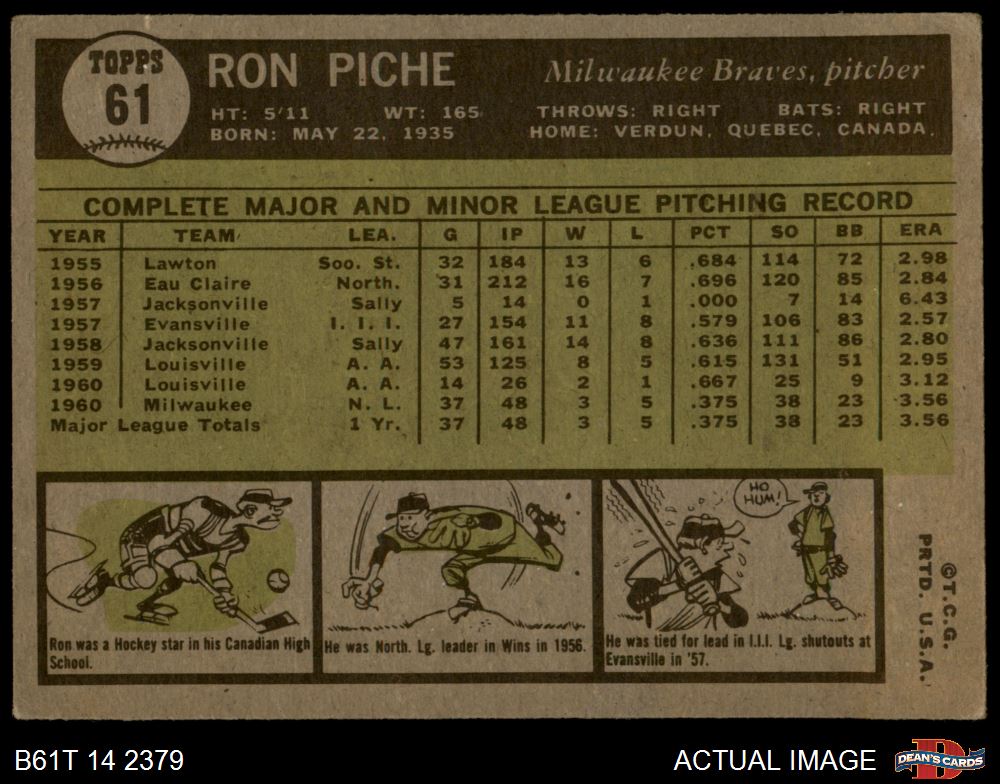 TOPPS
61
RON PICHE
Milwaukee Braves, pitcher
HT: 5'11 WT: 165 THROWS: RIGHT BATS: RIGHT
BORN: MAY 22, 1935 HOME: VERDUN, QUEBEC, CANADA.
COMPLETE MAJOR AND MINOR LEAGUE PITCHING RECORD
YEAR TEAM LEA. G IP W L PCT SO BB ERA
1955 Lawton Soo. St. 32 184 13 6 .684 114 72 2.98
1956 Eau Claire North. 31 212 16 7 .696 120 85 2.84
1957 Jacksonville Sally 5 14 0 1 .000 7 14 6.43
1957 Evansville I. I. I. 27 154 11 8 .579 106 83 2.57
1958 Jacksonville Sally 47 161 14 8 .636 111 86 2.80
1959 Louisville A. A. 53 125 8 5 .615 131 51 2.95
1960 Louisville A. A. 14 26 2 1 .667 25 9 3.12
1960 Milwaukee N. L. 37 48 3 5 .375 38 23 3.56
Major League Totals 1 Yr. 37 48 3 5 .375 38 23 3.56
Ron was a Hockey star in his Canadian High
School.
He was North. Lg. leader in Wins in 1956.
HO
HUM!
He was tied for lead in I.I.I. Lg. shutouts at
Evansville in '57.
©T.C.G.
PRTD. U.S.A.
B61T 14 2379
ACTUAL IMAGE
DEAN'S CARDS